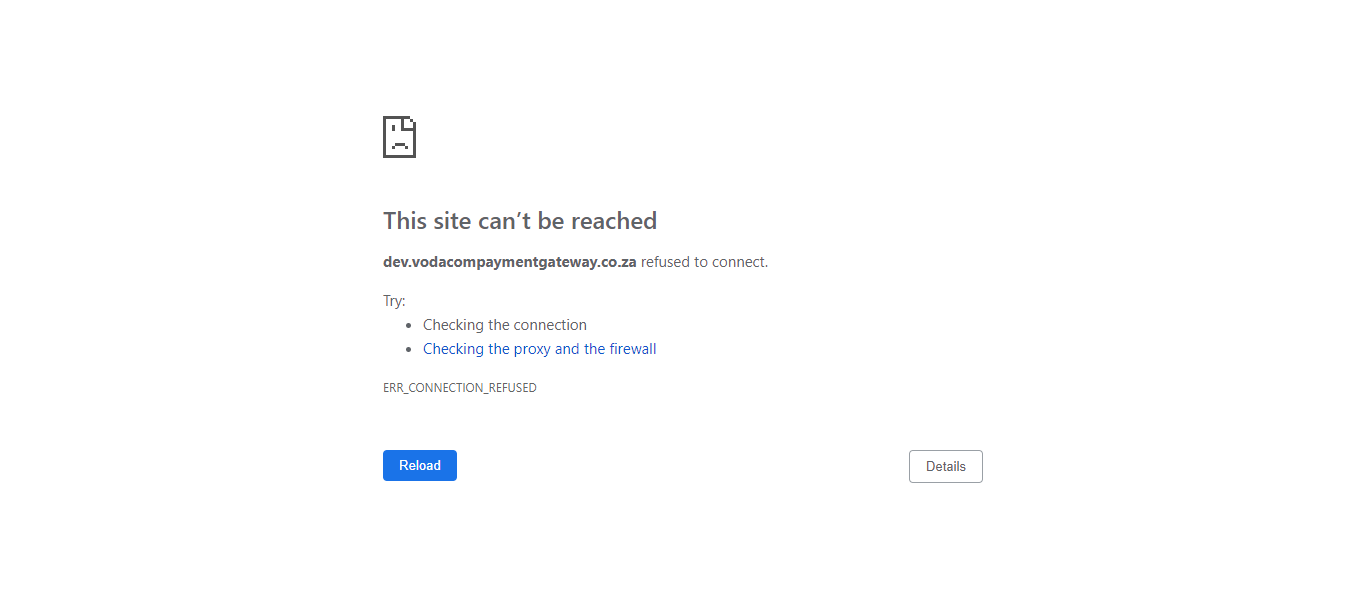 This site can’t be reached
dev.vodacompaymentgateway.co.za refused to connect.
Try:
• Checking the connection
• Checking the proxy and the firewall
ERR_CONNECTION_REFUSED
Reload
Details